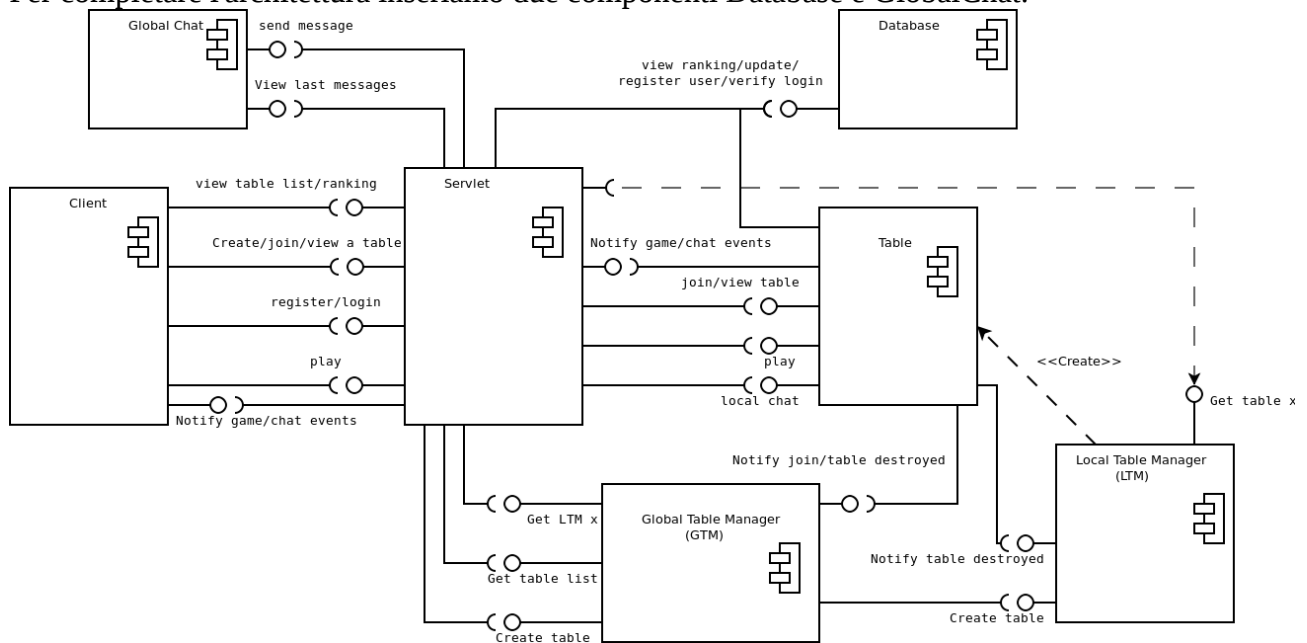 Per completare l'architettura inseriamo due componenti Database e GlobalChat.
Global Chat
send message
View last messages
view ranking/update/
register user/verify login
Database
Client
view table list/ranking
Create/join/view a table
register/login
play
Notify game/chat events
Servlet
Notify game/chat events
join/view table
play
local chat
Table
<<Create>>
Get table x
Notify join/table destroyed
Local Table Manager
(LTM)
Get LTM x
Get table list
Create table
Global Table Manager
(GTM)
Notify table destroyed
Create table